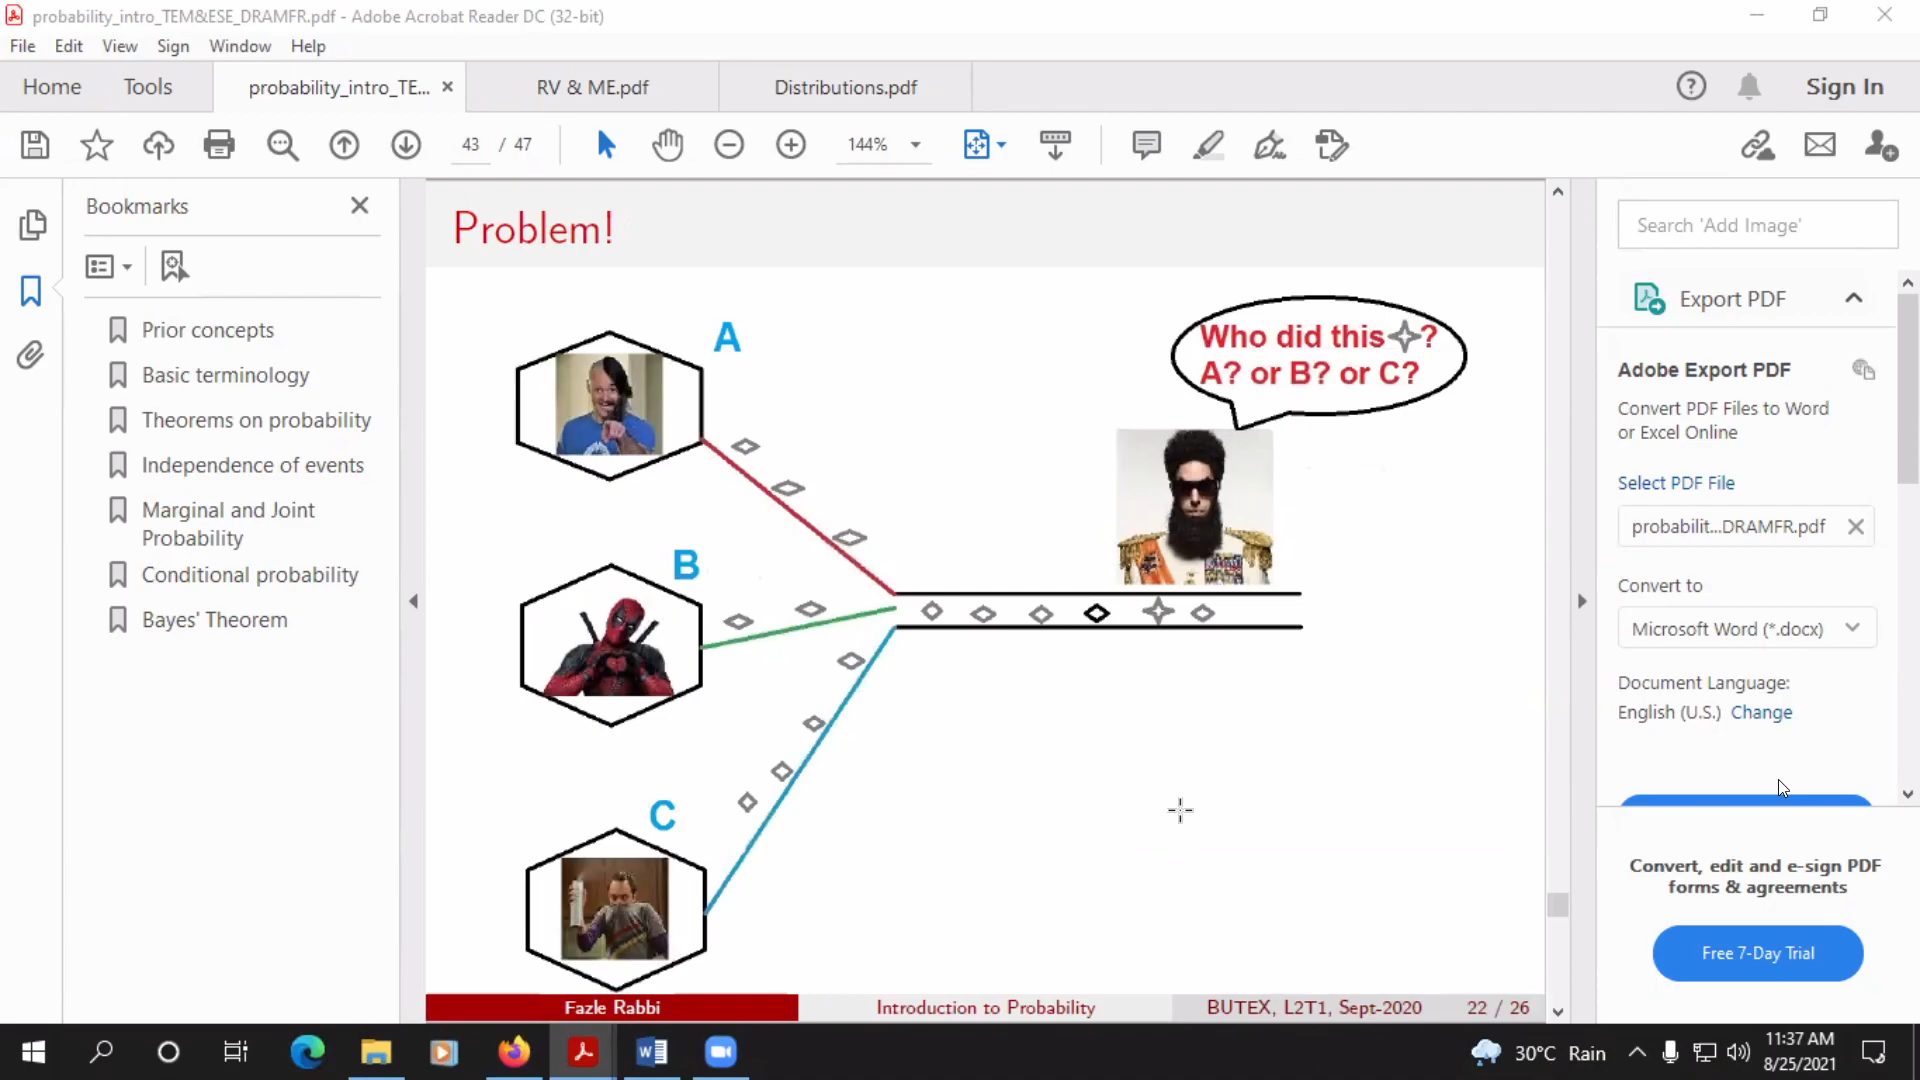 probability_intro_TEM&ESE_DRAMFR.pdf - Adobe Acrobat Reader DC (32-bit)
File Edit View Sign Window Help
Home Tools probability_intro_TE... RV & ME.pdf Distributions.pdf Sign In
43 / 47 144%
Bookmarks
Prior concepts
Basic terminology
Theorems on probability
Independence of events
Marginal and Joint
Probability
Conditional probability
Bayes' Theorem
Problem!
A
Who did this ?
A? or B? or C?
B
C
Fazle Rabbi Introduction to Probability BUTEX, L2T1, Sept-2020 22 / 26
Search 'Add Image'
Export PDF
Adobe Export PDF
Convert PDF Files to Word
or Excel Online
Select PDF File
probabilit...DRAMFR.pdf
Convert to
Microsoft Word (*.docx)
Document Language:
English (U.S.) Change
Convert, edit and e-sign PDF
forms & agreements
Free 7-Day Trial
30°C Rain
11:37 AM
8/25/2021